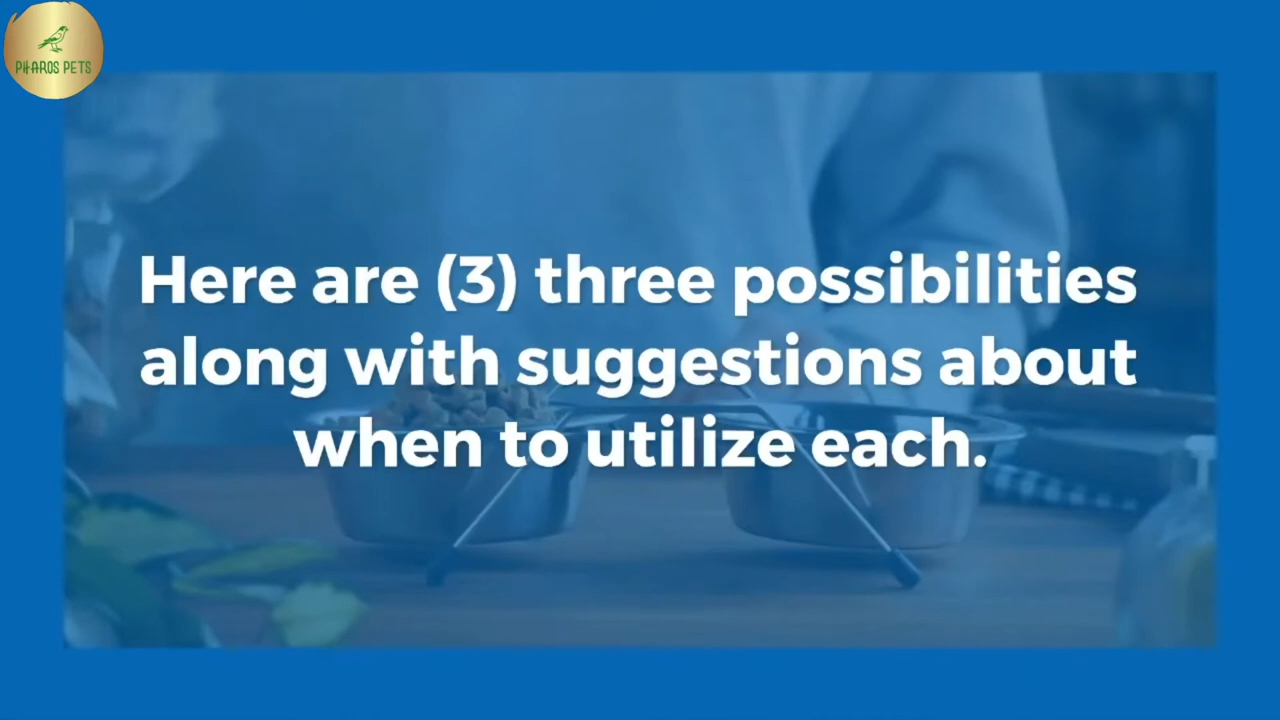 PHAROS PETS
Here are (3) three possibilities
along with suggestions about
when to utilize each.